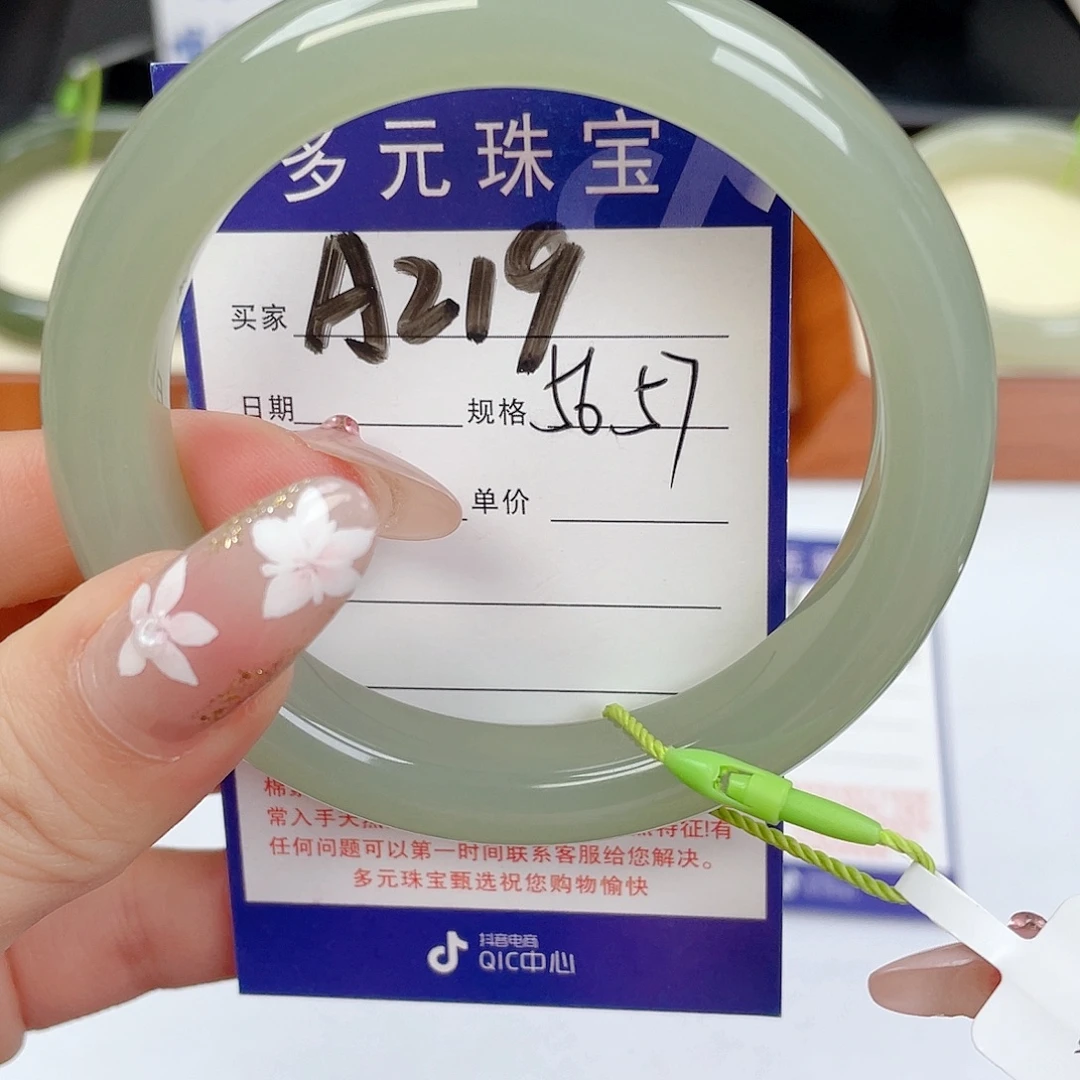 多元珠宝
买家 A219
日期 规格 56.57
单价
常入手天 特征!有
任何问题可以第一时间联系客服给您解决。
多元珠宝甄选祝您购物愉快
抖音电商
QIC中心